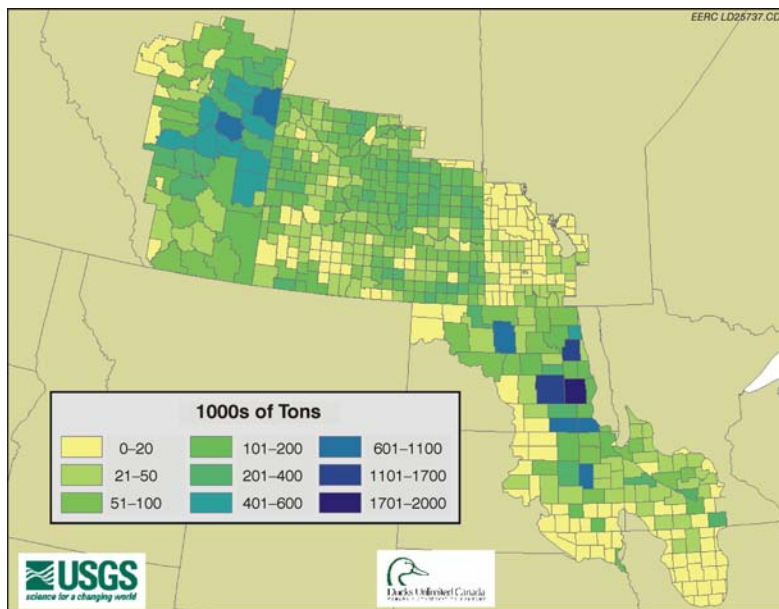 EERC LD25737.CD
1000s of Tons
0–20
21–50
51–100
101–200
201–400
401–600
601–1100
1101–1700
1701–2000
USGS
science for a changing world
Ducks Unlimited Canada